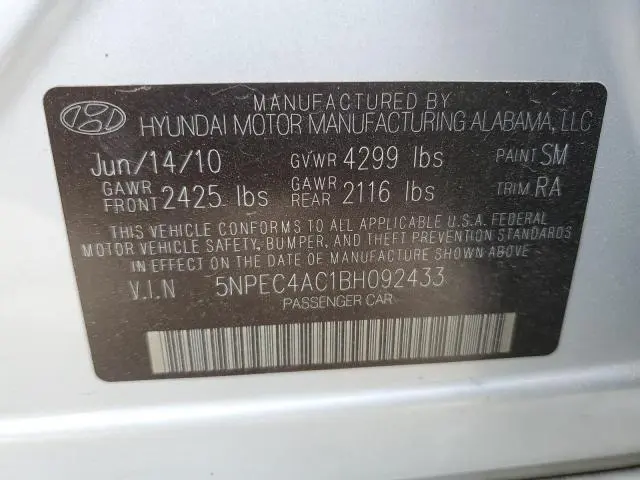 MANUFACTURED BY
HYUNDAI MOTOR MANUFACTURING ALABAMA, LLC
Jun/14/10 GVWR 4299 lbs PAINT SM
GAWR FRONT 2425 lbs GAWR REAR 2116 lbs TRIM RA
THIS VEHICLE CONFORMS TO ALL APPLICABLE U.S.A. FEDERAL
MOTOR VEHICLE SAFETY, BUMPER, AND THEFT PREVENTION STANDARDS
IN EFFECT ON THE DATE OF MANUFACTURE SHOWN ABOVE.
V.I.N 5NPEC4AC1BH092433
PASSENGER CAR